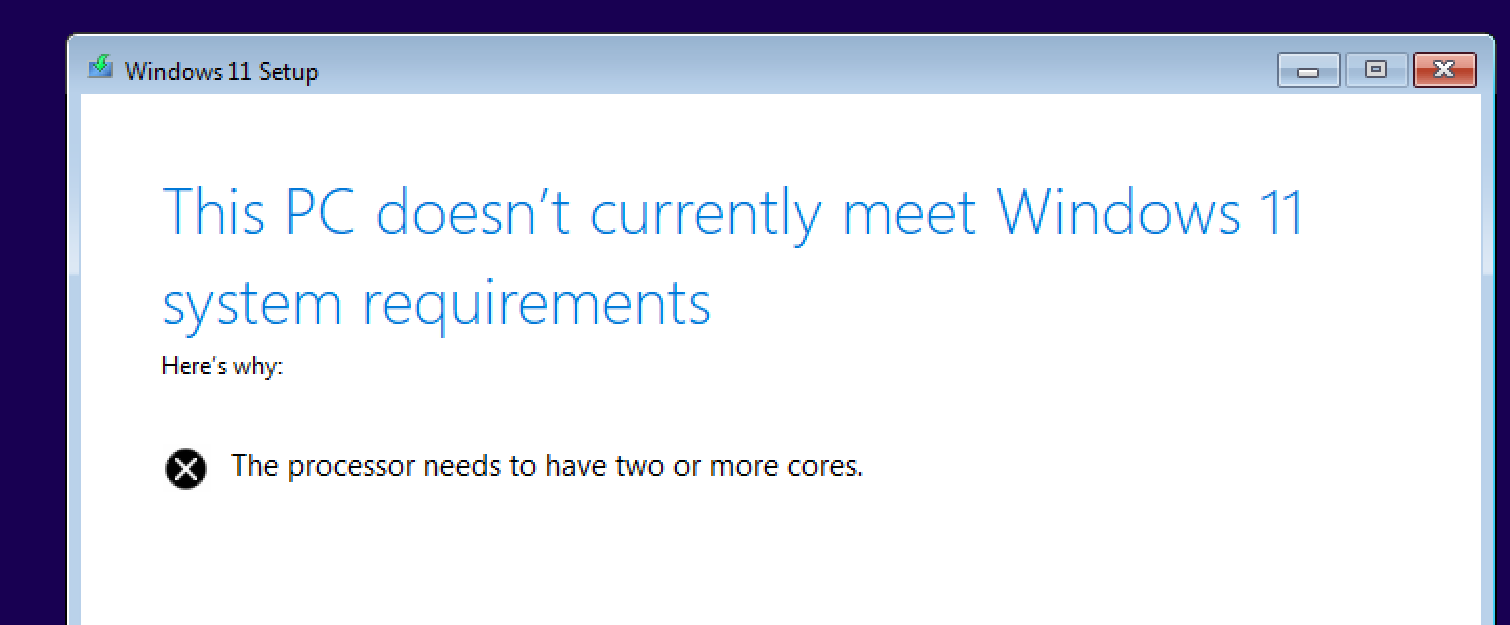 Windows 11 Setup
This PC doesn’t currently meet Windows 11
system requirements
Here’s why:
The processor needs to have two or more cores.